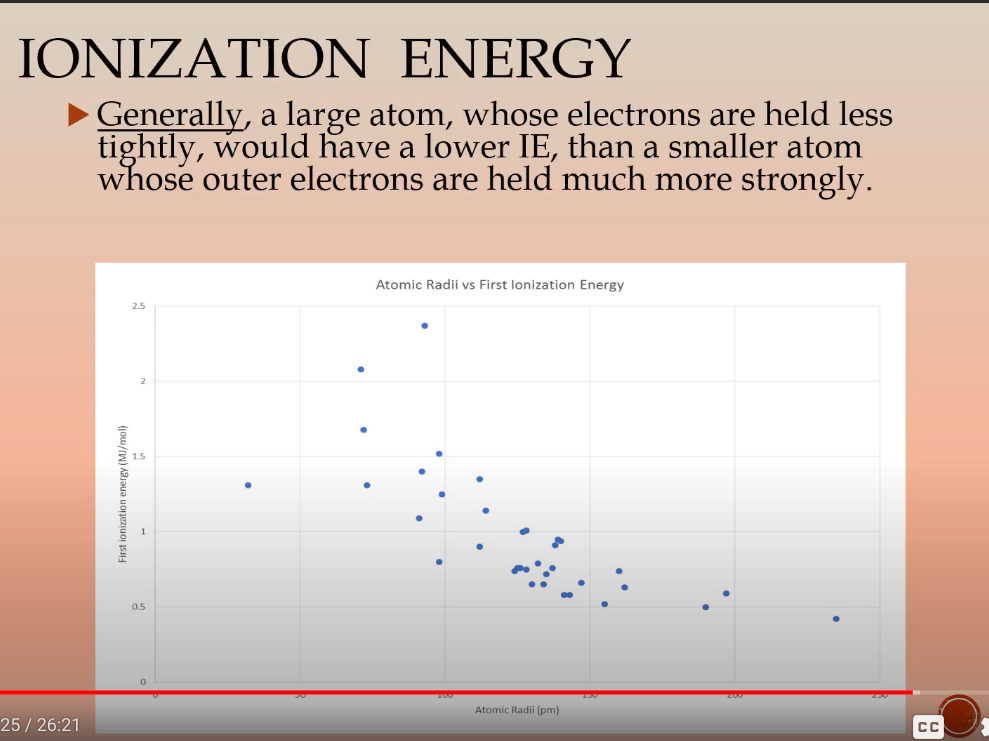 IONIZATION ENERGY
Generally, a large atom, whose electrons are held less
tightly, would have a lower IE, than a smaller atom
whose outer electrons are held much more strongly.
Atomic Radii vs First Ionization Energy
2.5
2
1.5
1
0.5
0
First ionization energy (MJ/mol)
0 50 100 150 200 250
Atomic Radii (pm)
25 / 26:21
CC